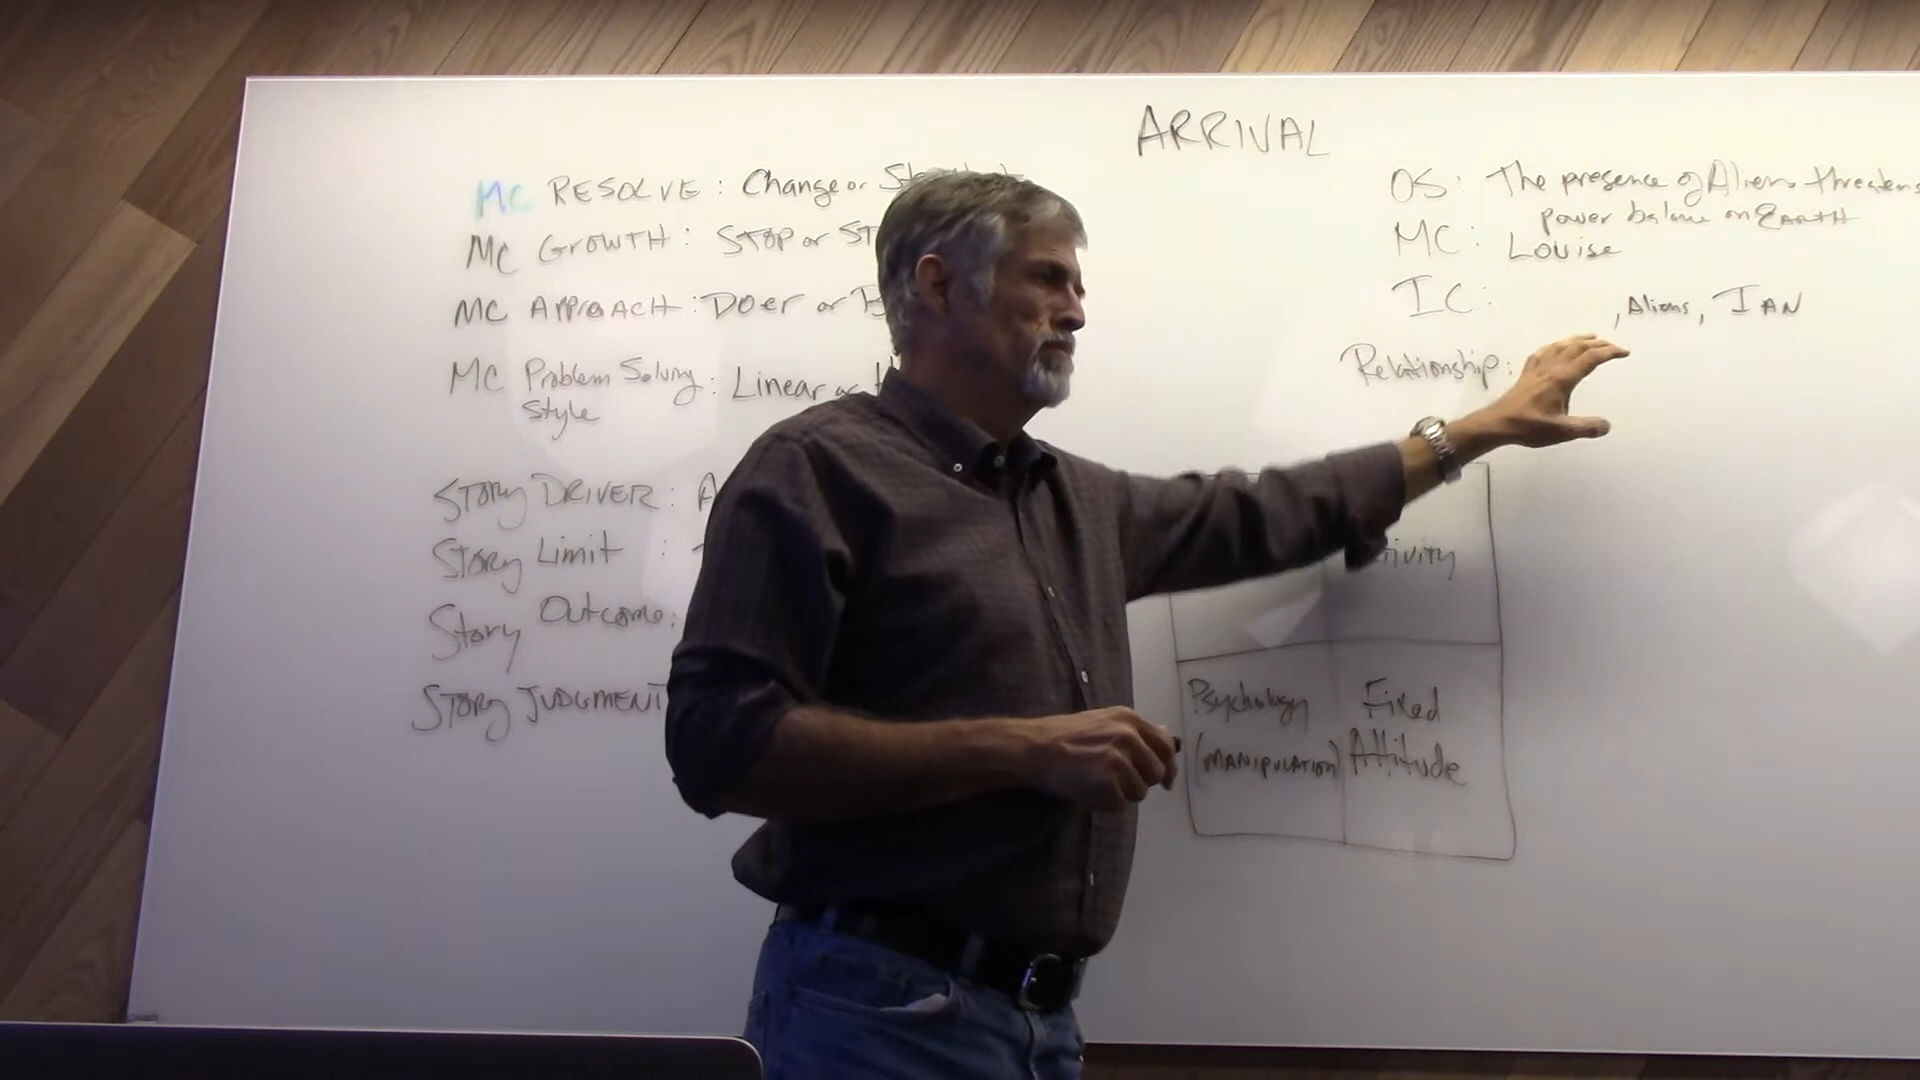 ARRIVAL
MC RESOLVE: Change or
MC GROWTH: STOP or ST
MC APPROACH: DOer or
MC Problem Solving: Linear or
Style
STORY DRIVER: A
STORY Limit :
STORY Outcome:
STORY JUDGMENT
OS: The presence of Aliens threatens
power balance on EARTH
MC: Louise
IC: , Aliens, IAN
Relationship:
tivity
Psychology Fixed
(MANIPULATION) Attitude